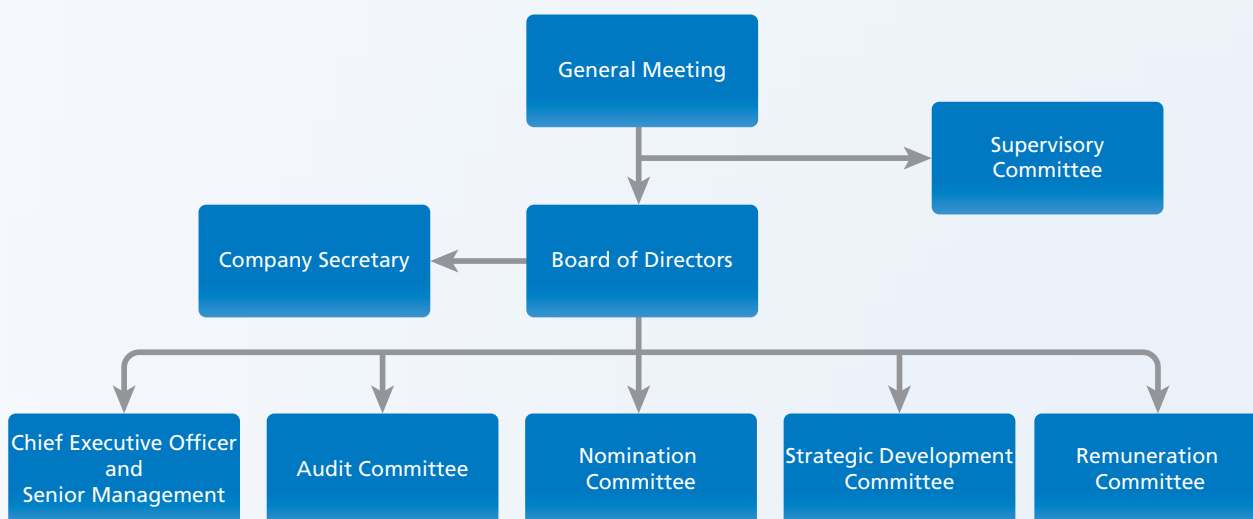 General Meeting
Supervisory
Committee
Company Secretary
Board of Directors
Chief Executive Officer
and
Senior Management
Audit Committee
Nomination
Committee
Strategic Development
Committee
Remuneration
Committee